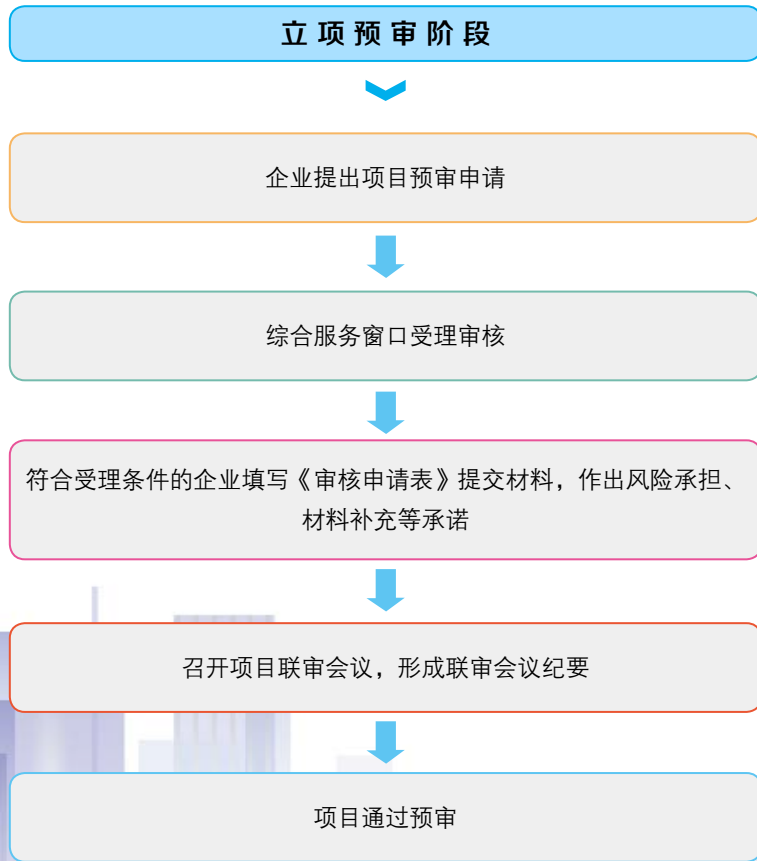 立项预审阶段
企业提出项目预审申请
综合服务窗口受理审核
符合受理条件的企业填写《审核申请表》提交材料，作出风险承担、
材料补充等承诺
召开项目联审会议，形成联审会议纪要
项目通过预审